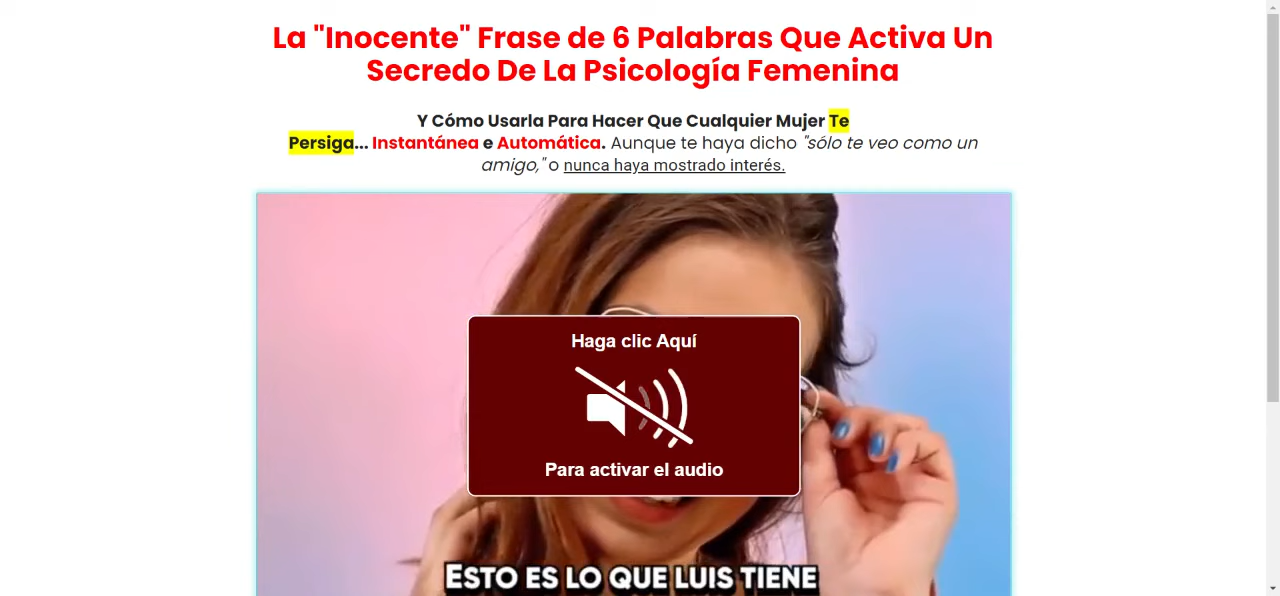 La "Inocente" Frase de 6 Palabras Que Activa Un
Secredo De La Psicología Femenina
Y Cómo Usarla Para Hacer Que Cualquier Mujer Te
Persiga... Instantánea e Automática. Aunque te haya dicho "sólo te veo como un
amigo," o nunca haya mostrado interés.
Haga clic Aquí
Para activar el audio
ESTO ES LO QUE LUIS TIENE